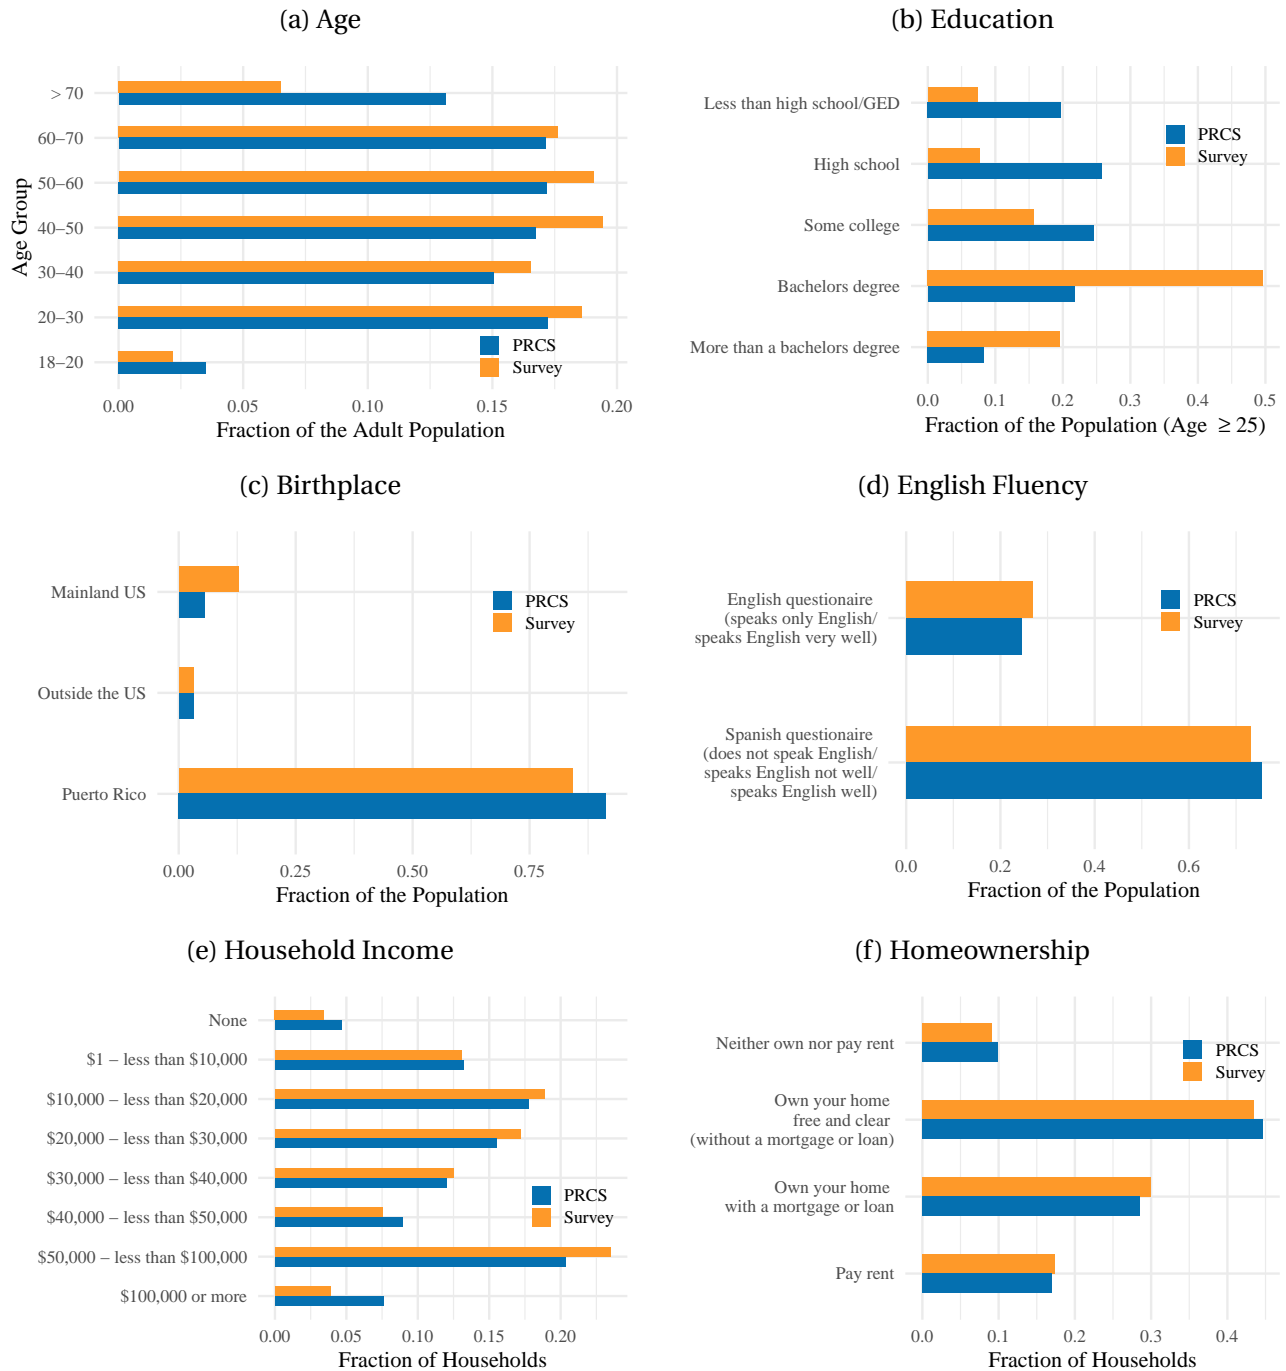 (a) Age
Age Group
> 70
60–70
50–60
40–50
30–40
20–30
18–20
PRCS
Survey
0.00 0.05 0.10 0.15 0.20
Fraction of the Adult Population
(b) Education
Less than high school/GED
High school
Some college
Bachelors degree
More than a bachelors degree
PRCS
Survey
0.0 0.1 0.2 0.3 0.4 0.5
Fraction of the Population (Age ≥ 25)
(c) Birthplace
Mainland US
Outside the US
Puerto Rico
PRCS
Survey
0.00 0.25 0.50 0.75
Fraction of the Population
(d) English Fluency
English questionaire
(speaks only English/
speaks English very well)
Spanish questionaire
(does not speak English/
speaks English not well/
speaks English well)
PRCS
Survey
0.0 0.2 0.4 0.6
Fraction of the Population
(e) Household Income
None
$1 – less than $10,000
$10,000 – less than $20,000
$20,000 – less than $30,000
$30,000 – less than $40,000
$40,000 – less than $50,000
$50,000 – less than $100,000
$100,000 or more
PRCS
Survey
0.00 0.05 0.10 0.15 0.20
Fraction of Households
(f) Homeownership
Neither own nor pay rent
Own your home
free and clear
(without a mortgage or loan)
Own your home
with a mortgage or loan
Pay rent
PRCS
Survey
0.0 0.1 0.2 0.3 0.4
Fraction of Households